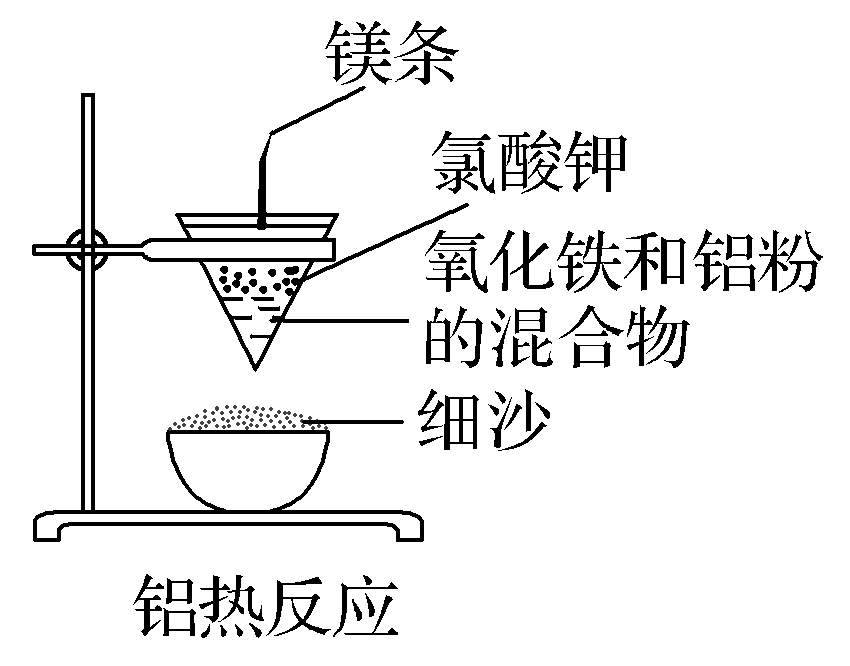 镁条
氯酸钾
氧化铁和铝粉
的混合物
细沙
铝热反应